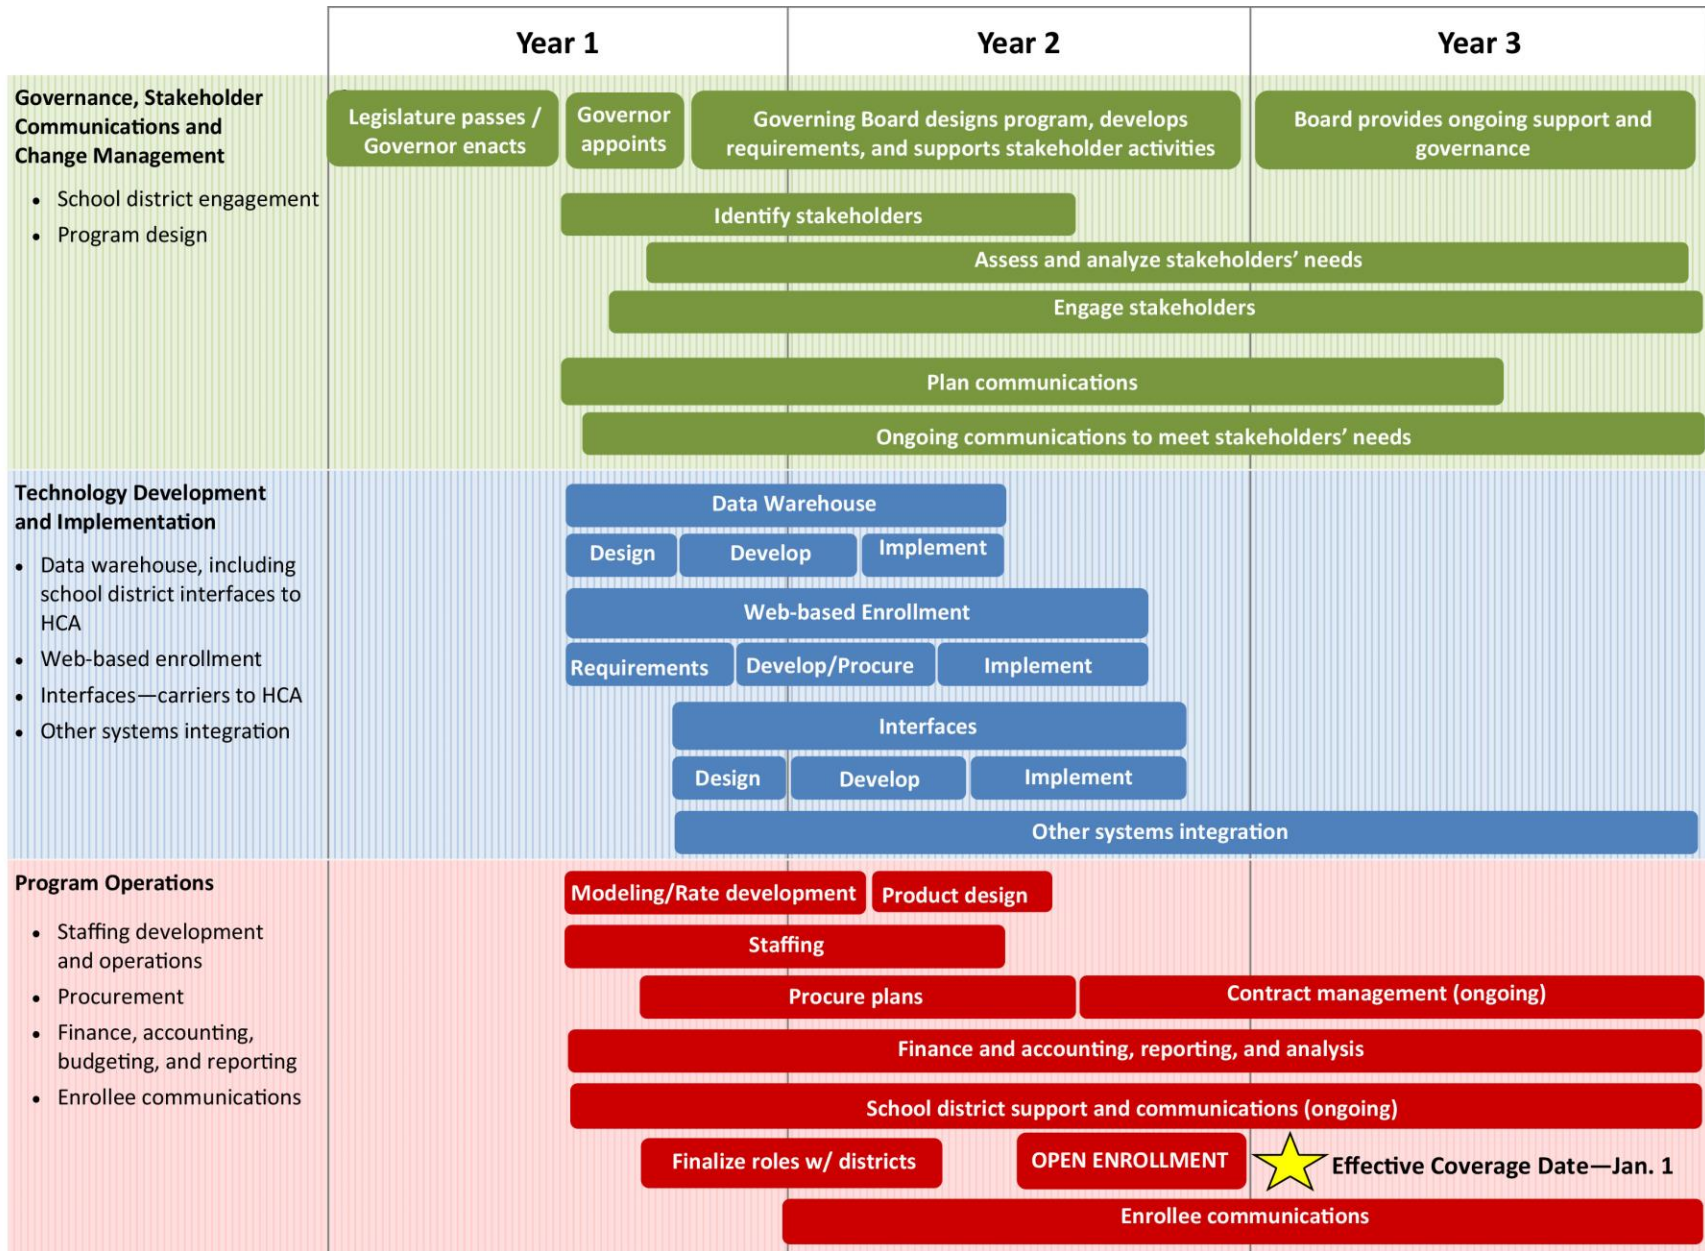 Year 1
Year 2
Year 3
Governance, Stakeholder
Communications and
Change Management
• School district engagement
• Program design
Legislature passes /
Governor enacts
Governor
appoints
Governing Board designs program, develops
requirements, and supports stakeholder activities
Board provides ongoing support and
governance
Identify stakeholders
Assess and analyze stakeholders’ needs
Engage stakeholders
Plan communications
Ongoing communications to meet stakeholders’ needs
Technology Development
and Implementation
• Data warehouse, including
school district interfaces to
HCA
• Web-based enrollment
• Interfaces—carriers to HCA
• Other systems integration
Data Warehouse
Design
Develop
Implement
Web-based Enrollment
Requirements
Develop/Procure
Implement
Interfaces
Design
Develop
Implement
Other systems integration
Program Operations
• Staffing development
and operations
• Procurement
• Finance, accounting,
budgeting, and reporting
• Enrollee communications
Modeling/Rate development
Product design
Staffing
Procure plans
Contract management (ongoing)
Finance and accounting, reporting, and analysis
School district support and communications (ongoing)
Finalize roles w/ districts
OPEN ENROLLMENT
Effective Coverage Date—Jan. 1
Enrollee communications